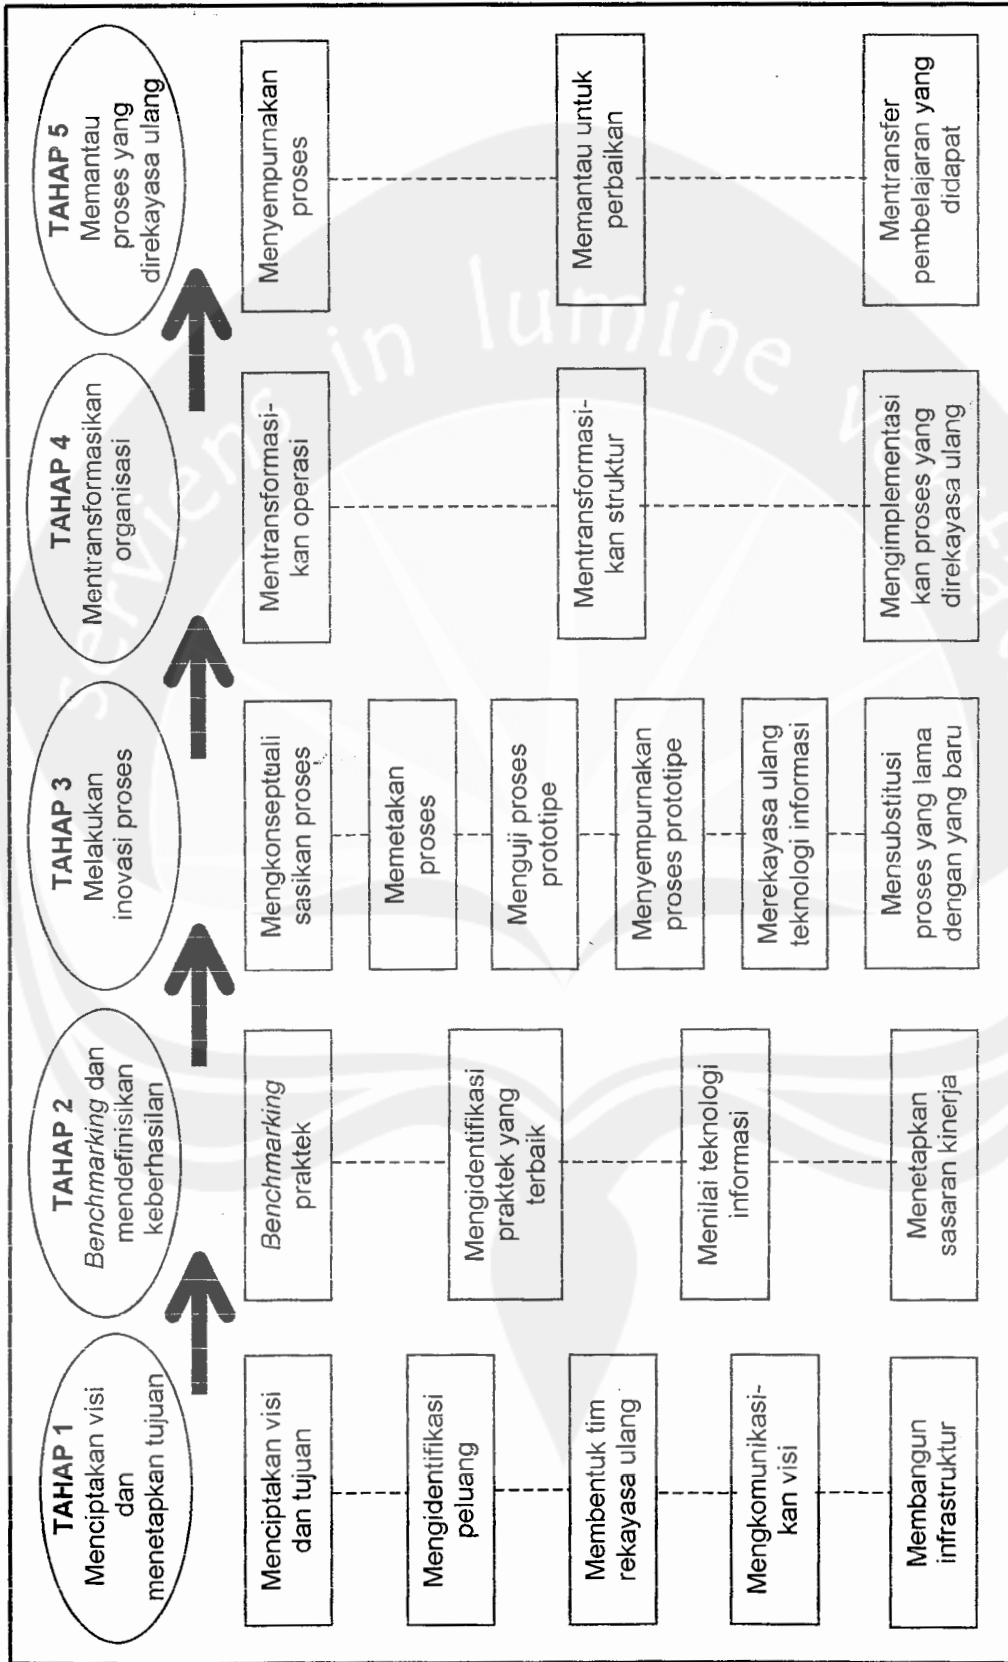 TAHAP 1
Menciptakan visi
dan
menetapkan tujuan
Menciptakan visi
dan tujuan
Mengidentifikasi
peluang
Membentuk tim
rekayasa ulang
Mengkomunikasi-
kan visi
Membangun
infrastruktur
TAHAP 2
Benchmarking dan
mendefinisikan
keberhasilan
Benchmarking
praktek
Mengidentifikasi
praktek yang
terbaik
Menilai teknologi
informasi
Menetapkan
sasaran kinerja
TAHAP 3
Melakukan
inovasi proses
Mengkonseptuali
sasikan proses
Memetakan
proses
Menguji proses
prototipe
Menyempurnakan
proses prototipe
Merekayasa ulang
teknologi informasi
Mensubstitusi
proses yang lama
dengan yang baru
TAHAP 4
Mentransformasikan
organisasi
Mentransformasi-
kan operasi
Mentransformasi-
kan struktur
Mengimplementasi
kan proses yang
direkayasa ulang
TAHAP 5
Memantau
proses yang
direkayasa ulang
Menyempurnakan
proses
Memantau untuk
perbaikan
Mentransfer
pembelajaran yang
didapat
serviens in lumine